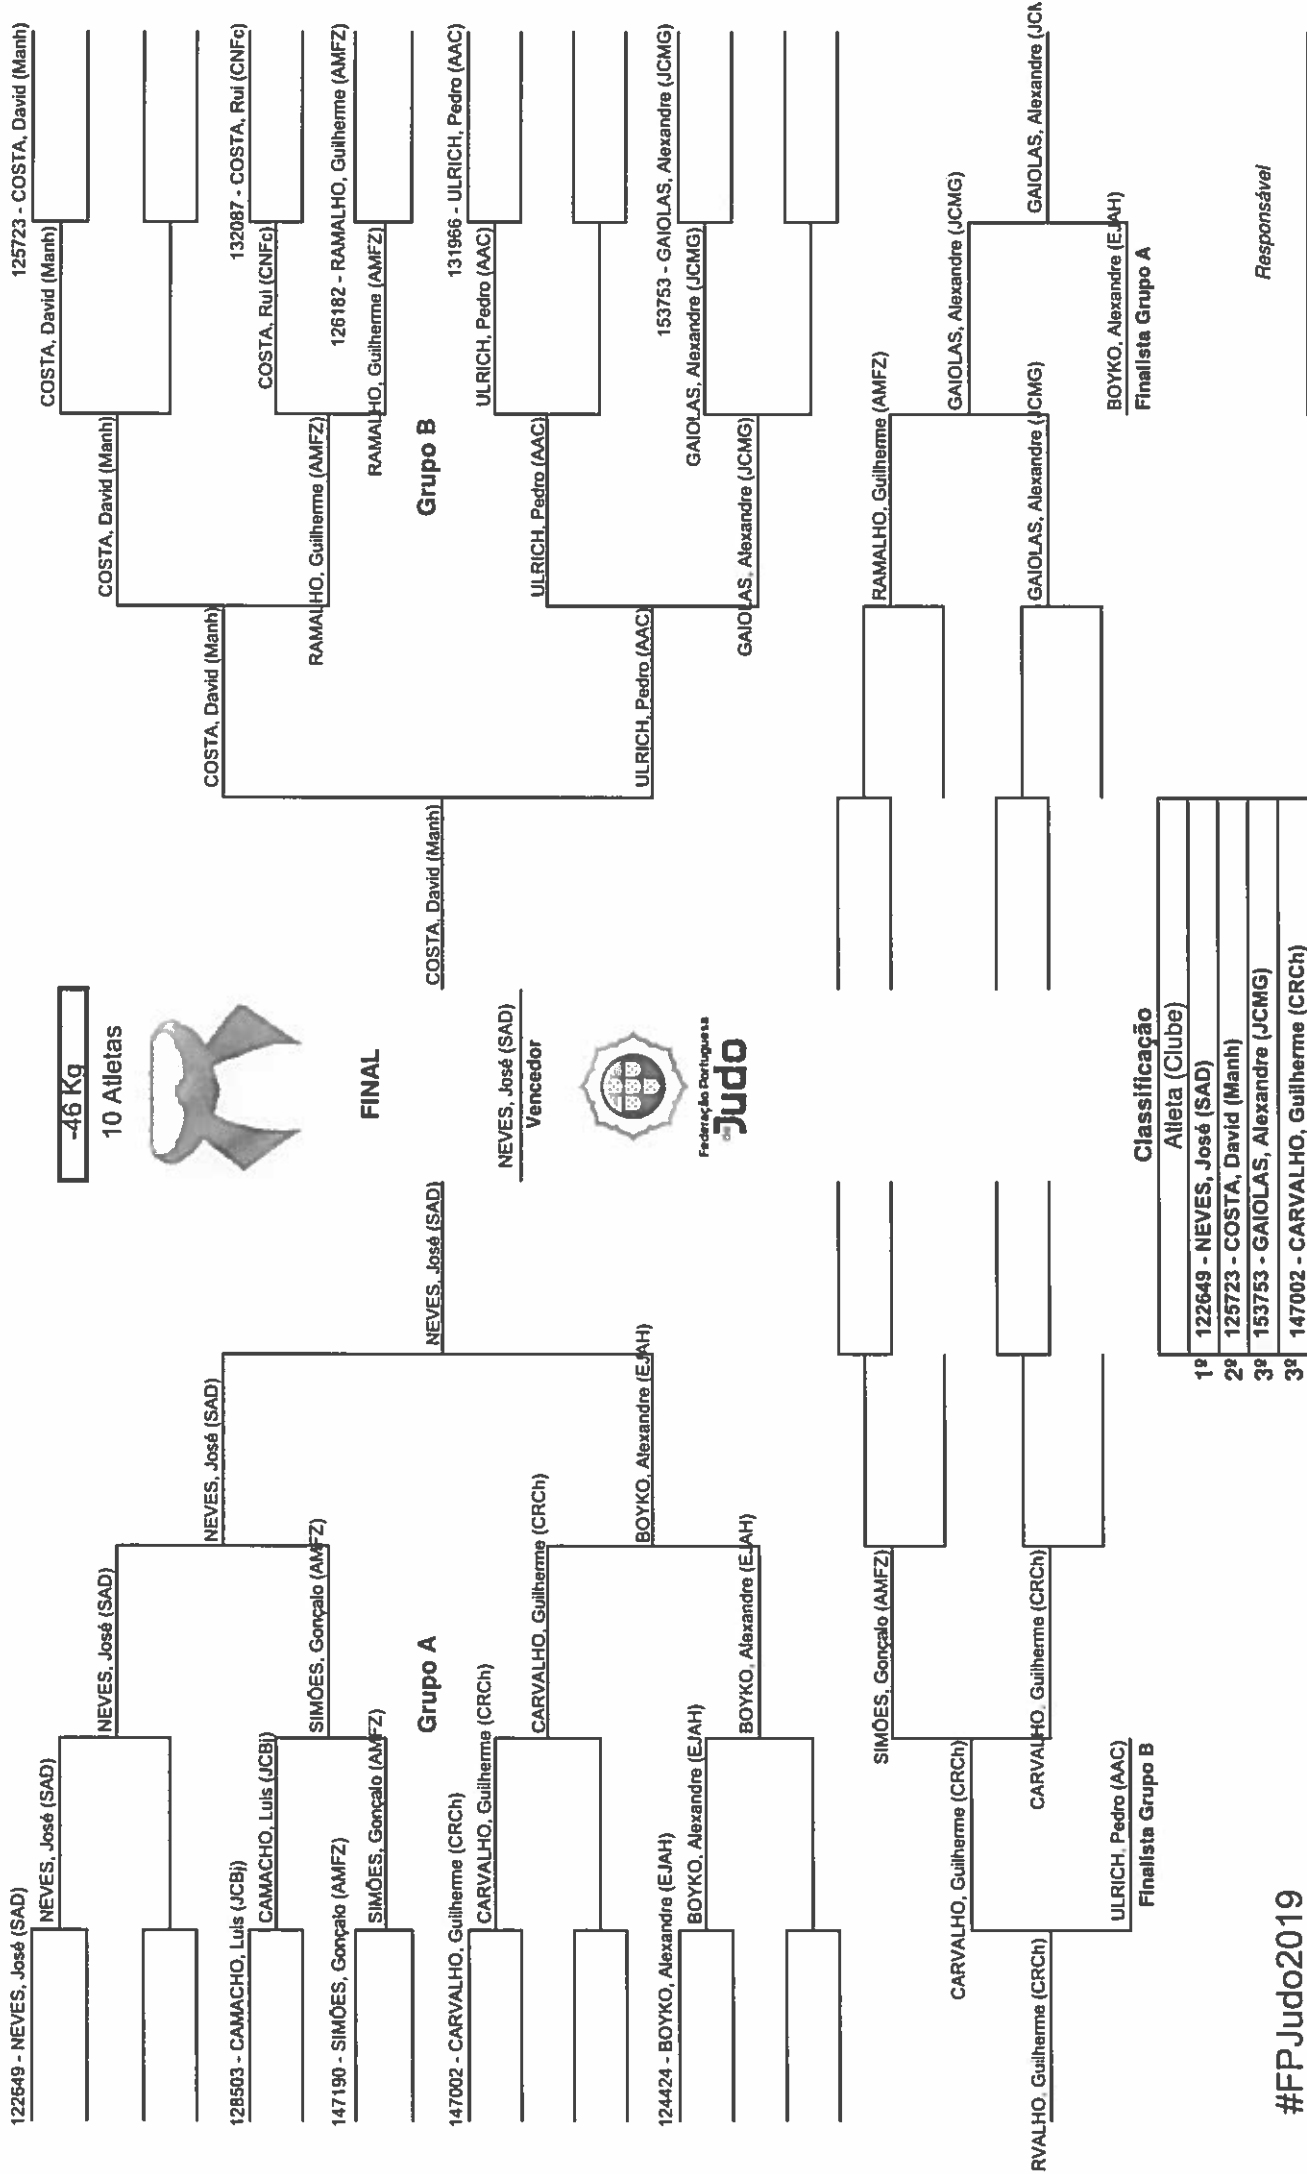 -46 Kg
10 Atletas
122649 - NEVES, José (SAD)
NEVES, José (SAD)
NEVES, José (SAD)
NEVES, José (SAD)
NEVES, José (SAD)
128503 - CAMACHO, Luis (JCBj)
CAMACHO, Luis (JCBj)
147190 - SIMÕES, Gonçalo (AMFZ)
SIMÕES, Gonçalo (AMFZ)
SIMÕES, Gonçalo (AMFZ)
Grupo A
147002 - CARVALHO, Guilherme (CRCh)
CARVALHO, Guilherme (CRCh)
CARVALHO, Guilherme (CRCh)
124424 - BOYKO, Alexandre (EJAH)
BOYKO, Alexandre (EJAH)
BOYKO, Alexandre (EJAH)
BOYKO, Alexandre (EJAH)
FINAL
NEVES, José (SAD)
Vencedor
Federação Portuguesa
de Judo
125723 - COSTA, David (Manh)
COSTA, David (Manh)
COSTA, David (Manh)
COSTA, David (Manh)
COSTA, David (Manh)
132087 - COSTA, Rui (CNFc)
COSTA, Rui (CNFc)
126182 - RAMALHO, Guilherme (AMFZ)
RAMALHO, Guilherme (AMFZ)
RAMALHO, Guilherme (AMFZ)
Grupo B
131966 - ULRICH, Pedro (AAC)
ULRICH, Pedro (AAC)
ULRICH, Pedro (AAC)
ULRICH, Pedro (AAC)
153753 - GAIOLAS, Alexandre (JCMG)
GAIOLAS, Alexandre (JCMG)
GAIOLAS, Alexandre (JCMG)
SIMÕES, Gonçalo (AMFZ)
CARVALHO, Guilherme (CRCh)
CARVALHO, Guilherme (CRCh)
RVALHO, Guilherme (CRCh)
ULRICH, Pedro (AAC)
Finalista Grupo B
RAMALHO, Guilherme (AMFZ)
GAIOLAS, Alexandre (JCMG)
GAIOLAS, Alexandre (JCMG)
GAIOLAS, Alexandre (JCM
BOYKO, Alexandre (EJAH)
Finalista Grupo A
Classificação
Atleta (Clube)
1º 122649 - NEVES, José (SAD)
2º 125723 - COSTA, David (Manh)
3º 153753 - GAIOLAS, Alexandre (JCMG)
3º 147002 - CARVALHO, Guilherme (CRCh)
Responsável
#FPJudo2019